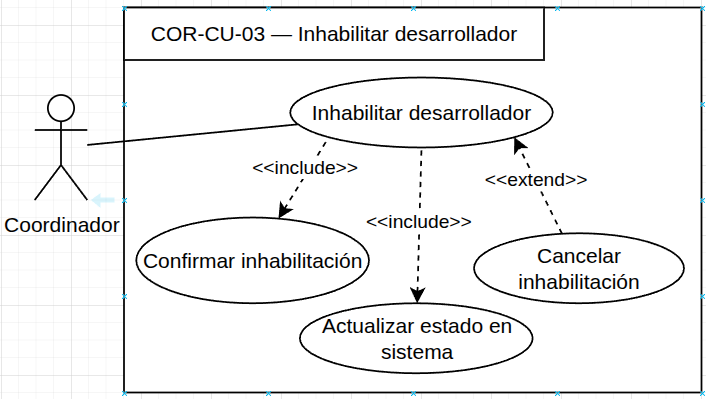 COR-CU-03 — Inhabilitar desarrollador
Inhabilitar desarrollador
<<include>>
<<extend>>
<<include>>
Coordinador
Confirmar inhabilitación
Cancelar
inhabilitación
Actualizar estado en
sistema